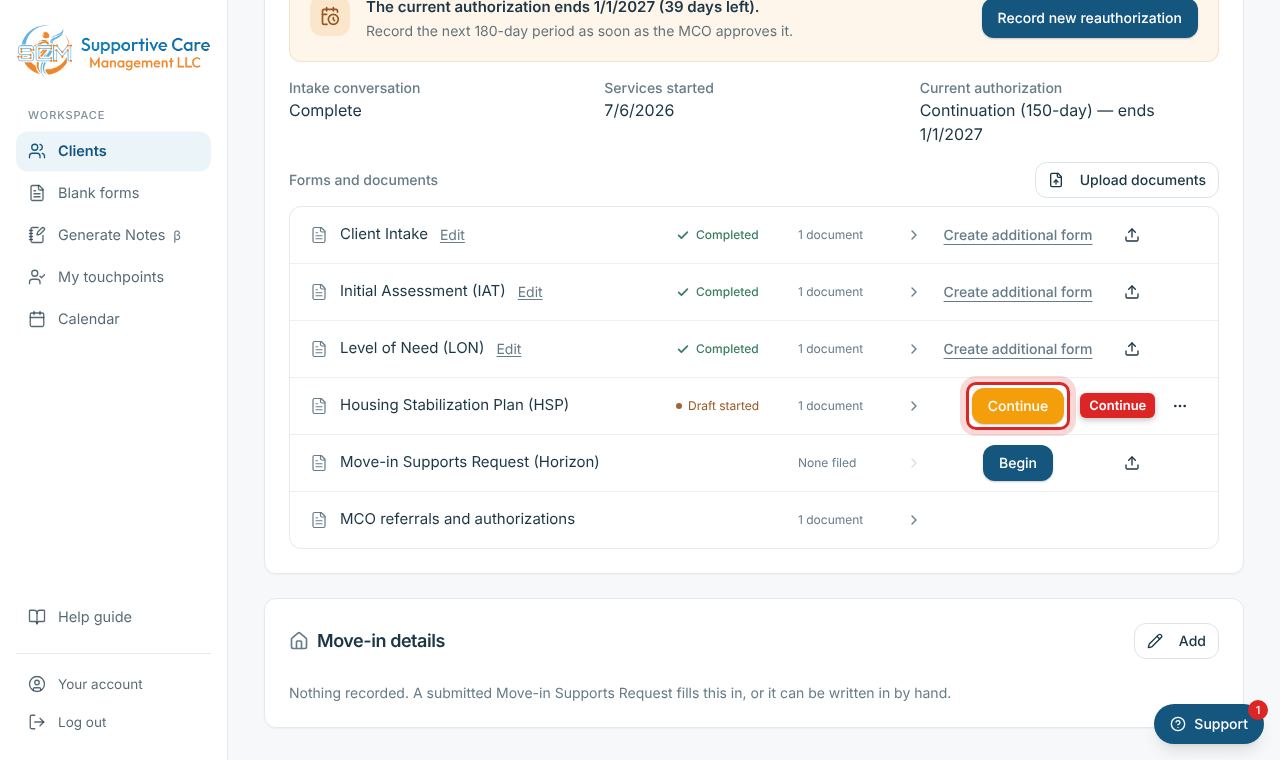 SCM
Supportive Care
Management LLC
WORKSPACE
Clients
Blank forms
Generate Notes β
My touchpoints
Calendar
Help guide
Your account
Log out
The current authorization ends 1/1/2027 (39 days left).
Record the next 180-day period as soon as the MCO approves it.
Record new reauthorization
Intake conversation
Complete
Services started
7/6/2026
Current authorization
Continuation (150-day) — ends
1/1/2027
Forms and documents
Upload documents
Client Intake Edit Completed 1 document Create additional form
Initial Assessment (IAT) Edit Completed 1 document Create additional form
Level of Need (LON) Edit Completed 1 document Create additional form
Housing Stabilization Plan (HSP) Draft started 1 document Continue Continue
Move-in Supports Request (Horizon) None filed Begin
MCO referrals and authorizations 1 document
Move-in details
Add
Nothing recorded. A submitted Move-in Supports Request fills this in, or it can be written in by hand.
Support 1